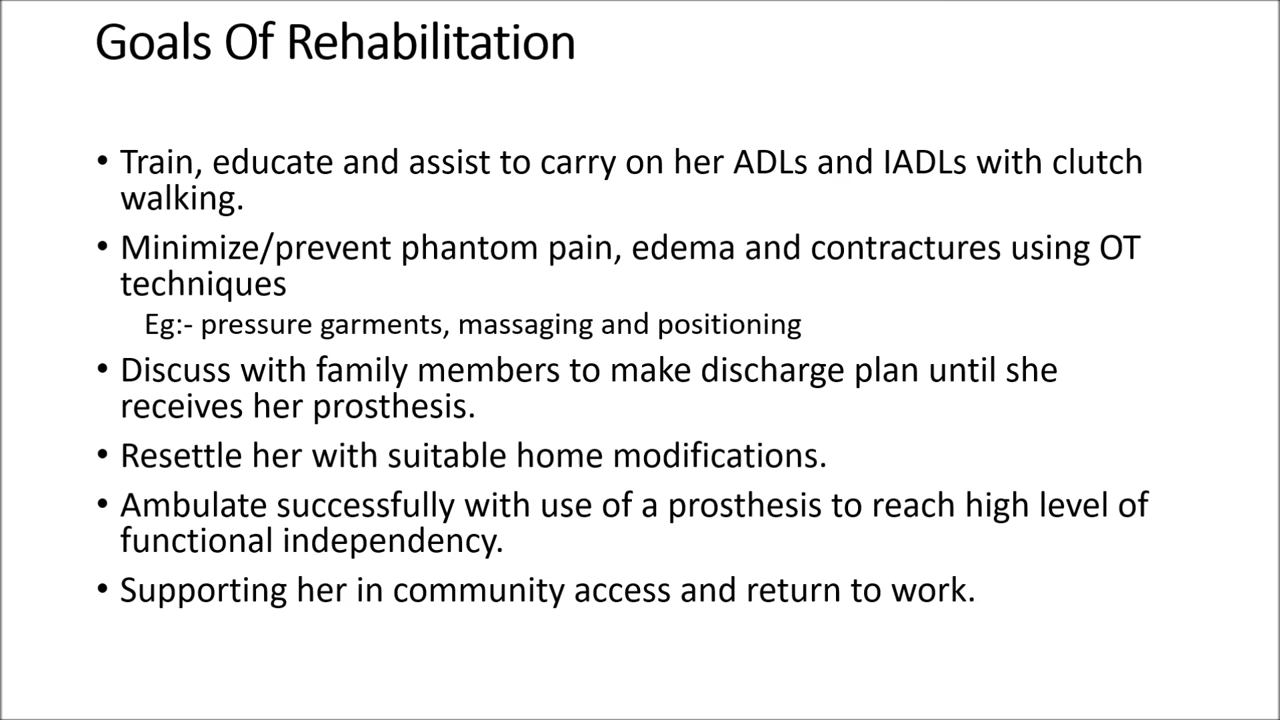 Goals Of Rehabilitation
• Train, educate and assist to carry on her ADLs and IADLs with clutch
walking.
• Minimize/prevent phantom pain, edema and contractures using OT
techniques
Eg:- pressure garments, massaging and positioning
• Discuss with family members to make discharge plan until she
receives her prosthesis.
• Resettle her with suitable home modifications.
• Ambulate successfully with use of a prosthesis to reach high level of
functional independency.
• Supporting her in community access and return to work.